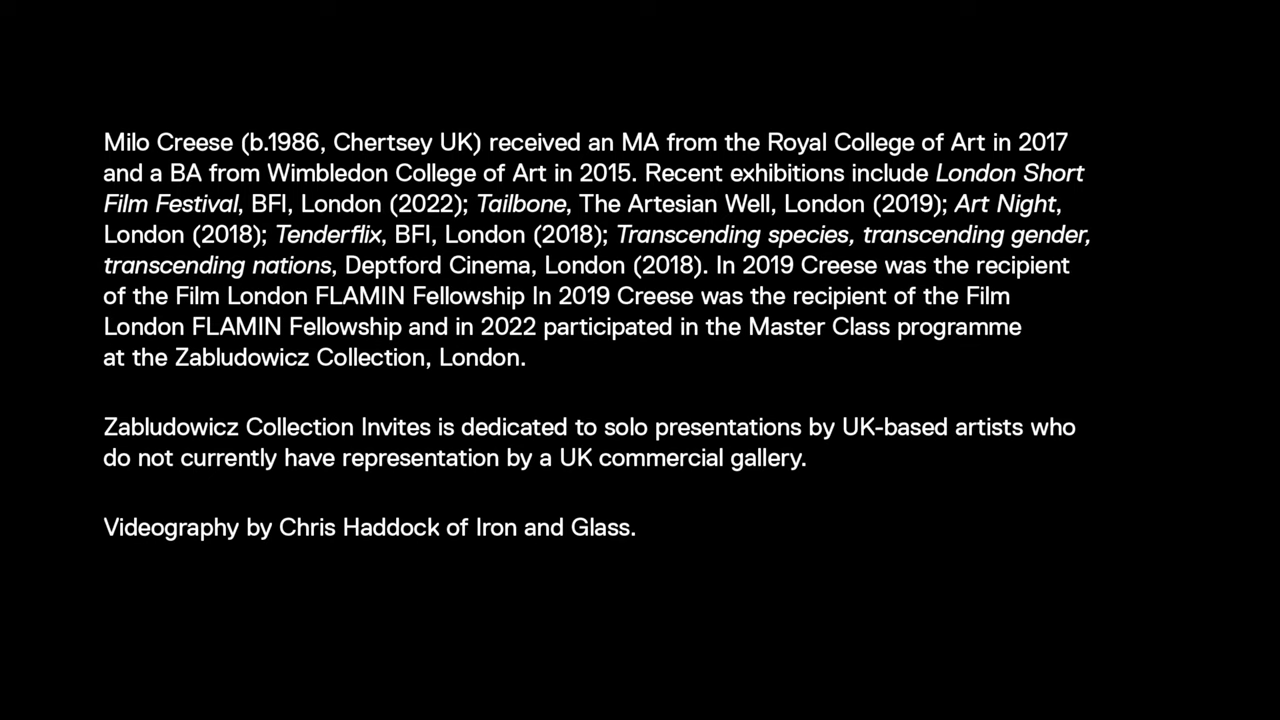 Milo Creese (b.1986, Chertsey UK) received an MA from the Royal College of Art in 2017
and a BA from Wimbledon College of Art in 2015. Recent exhibitions include London Short
Film Festival, BFI, London (2022); Tailbone, The Artesian Well, London (2019); Art Night,
London (2018); Tenderflix, BFI, London (2018); Transcending species, transcending gender,
transcending nations, Deptford Cinema, London (2018). In 2019 Creese was the recipient
of the Film London FLAMIN Fellowship In 2019 Creese was the recipient of the Film
London FLAMIN Fellowship and in 2022 participated in the Master Class programme
at the Zabludowicz Collection, London.
Zabludowicz Collection Invites is dedicated to solo presentations by UK-based artists who
do not currently have representation by a UK commercial gallery.
Videography by Chris Haddock of Iron and Glass.